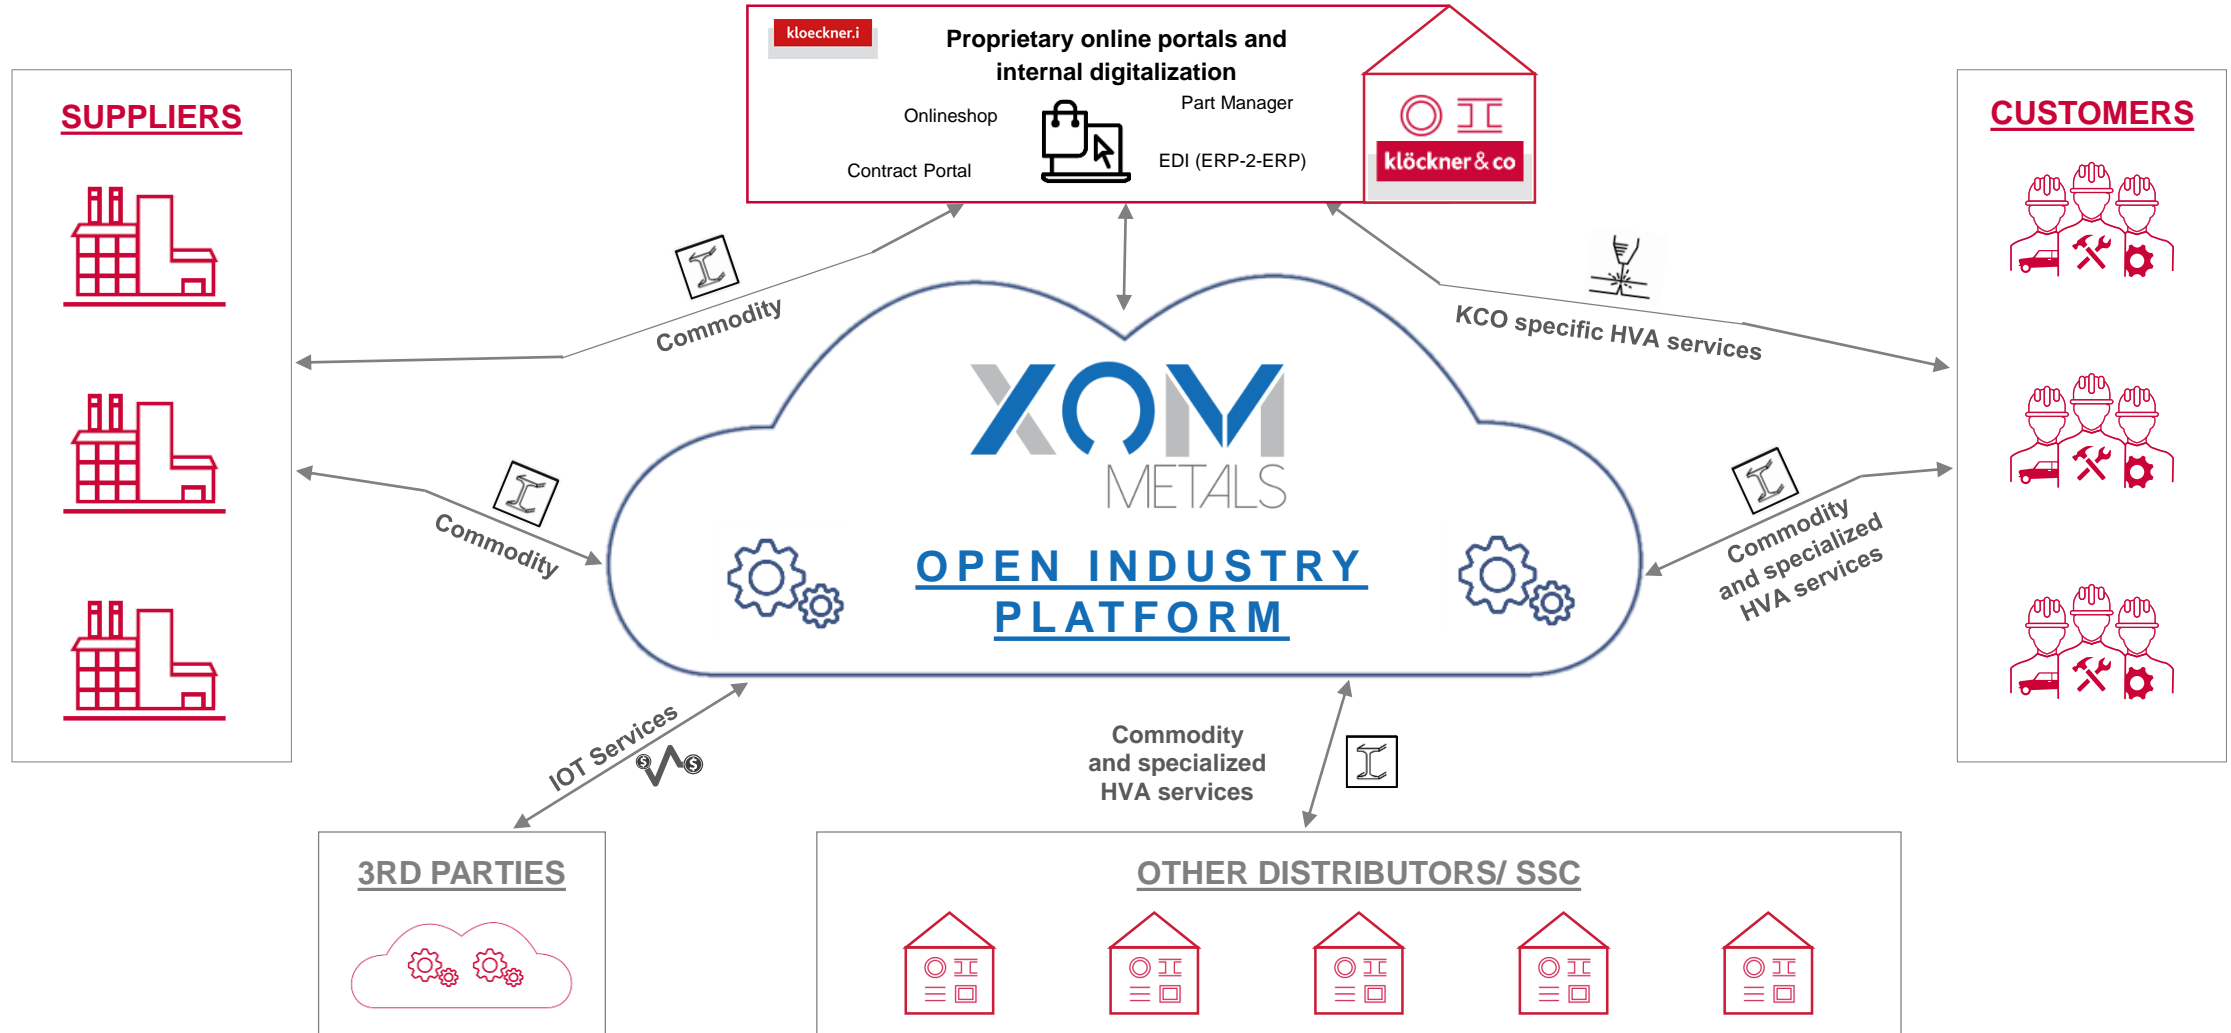 kloeckner.i
Proprietary online portals and
internal digitalization
Onlineshop
Part Manager
Contract Portal
EDI (ERP-2-ERP)
klöckner & co
SUPPLIERS
CUSTOMERS
Commodity
KCO specific HVA services
XOM
METALS
OPEN INDUSTRY
PLATFORM
Commodity
Commodity
and specialized
HVA services
IOT Services
$ $
Commodity
and specialized
HVA services
3RD PARTIES
OTHER DISTRIBUTORS/ SSC